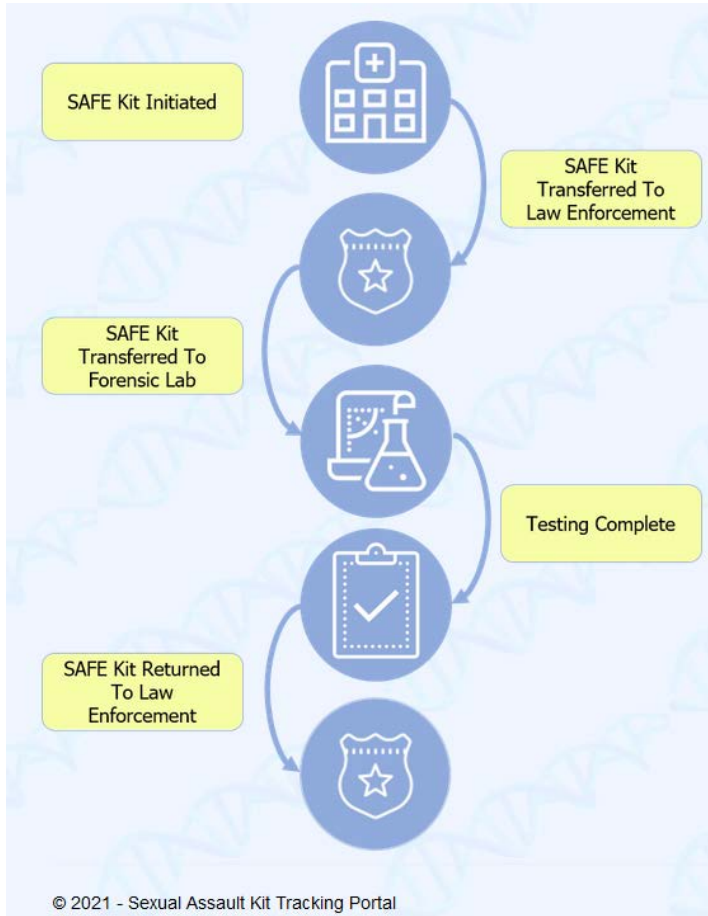 SAFE Kit Initiated
SAFE Kit
Transferred To
Law Enforcement
SAFE Kit
Transferred To
Forensic Lab
Testing Complete
SAFE Kit Returned
To Law
Enforcement
© 2021 - Sexual Assault Kit Tracking Portal